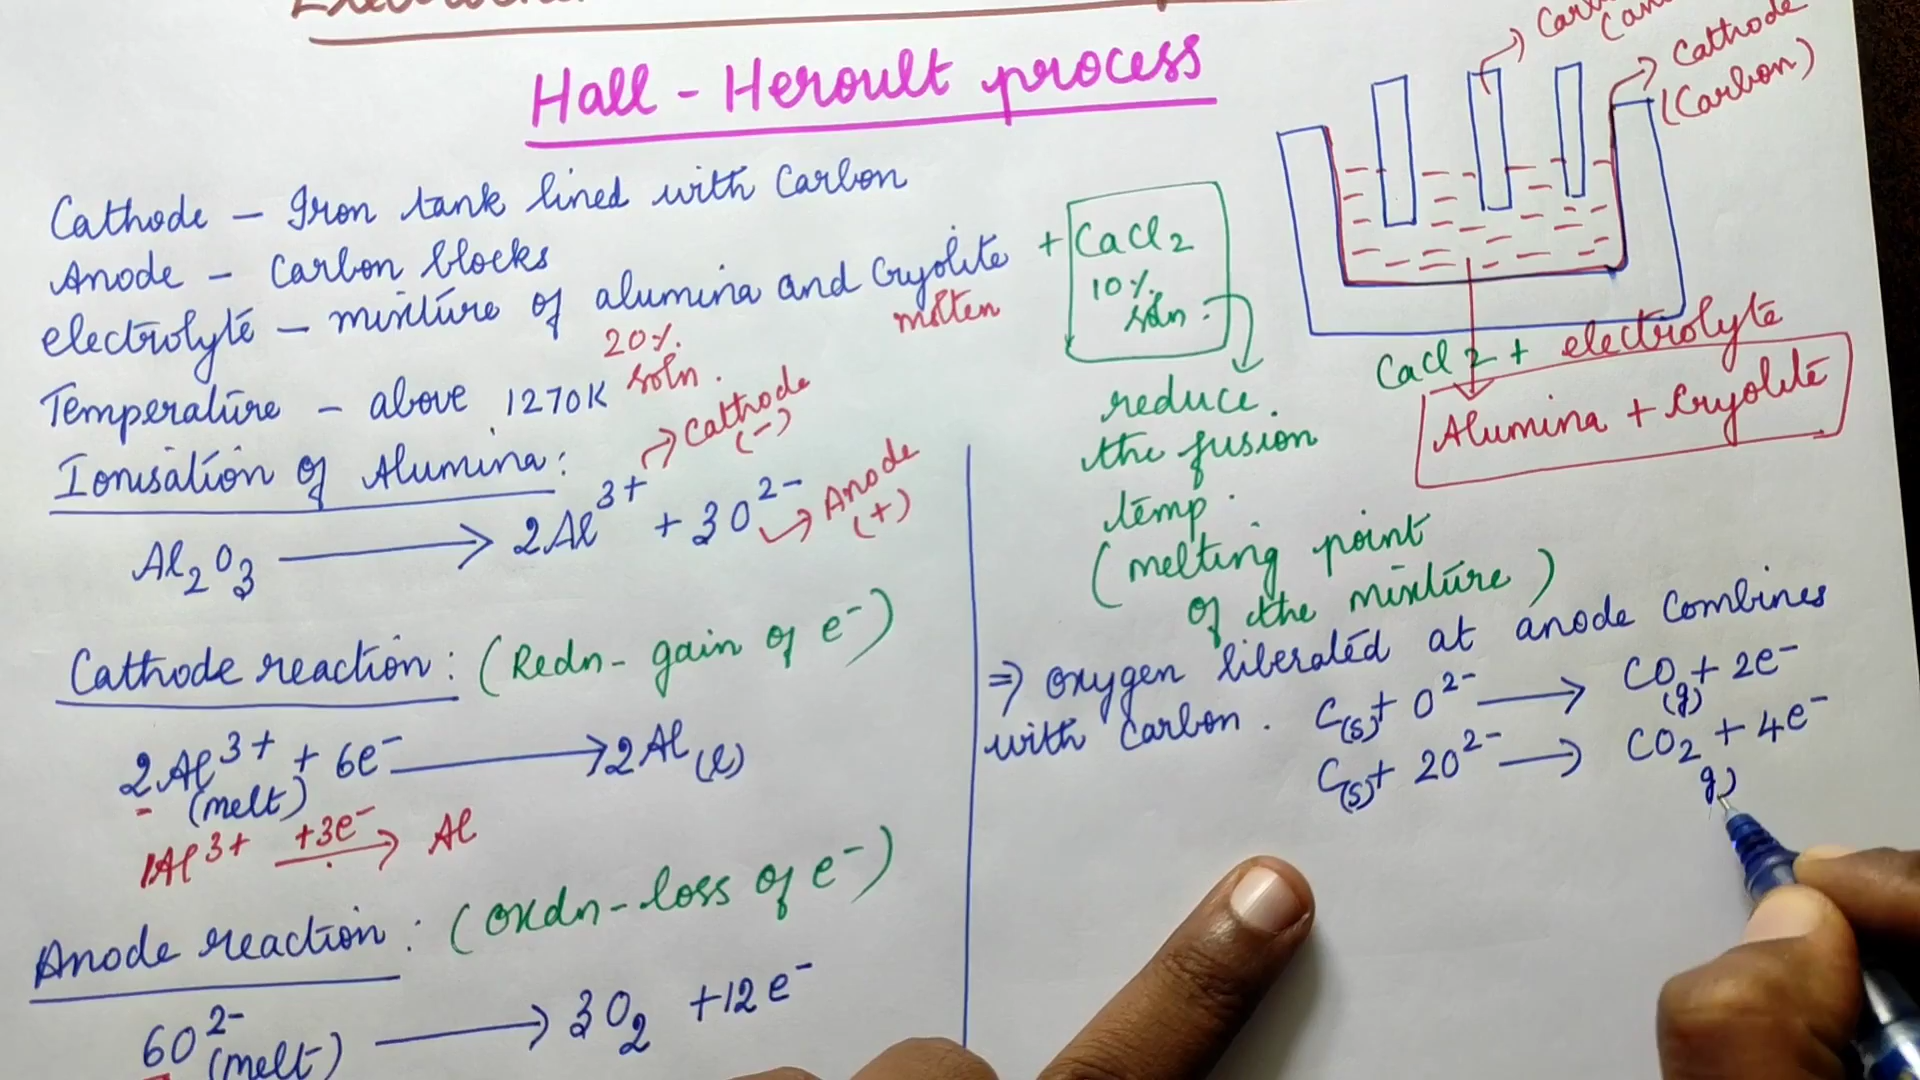 Hall - Heroult process
Cathode - Iron tank lined with Carbon
Anode - Carbon blocks
electrolyte - mixture of alumina and Cryolite + CaCl2
20%. soln.
molten
10%. soln.
Temperature - above 1270K
Ionisation of Alumina:
Al2O3 ⟶ 2Al3+ + 3O2-
→ Cathode (-)
→ Anode (+)
Cathode reaction: (Redn- gain of e-)
2Al3+ + 6e- ⟶ 2Al(l)
(melt)
1Al3+ +3e- → Al
Anode reaction: (Oxdn-loss of e-)
6O2- ⟶ 3O2 +12e-
(melt)
reduce.
the fusion
temp.
(melting point
of the mixture)
→ Cathode
(Carbon)
CaCl2 + electrolyte
Alumina + Cryolite
⇒ Oxygen liberated at anode Combines
with carbon. C(s)+ O2- ⟶ CO(g) + 2e-
C(s)+ 2O2- ⟶ CO2 + 4e-
g)